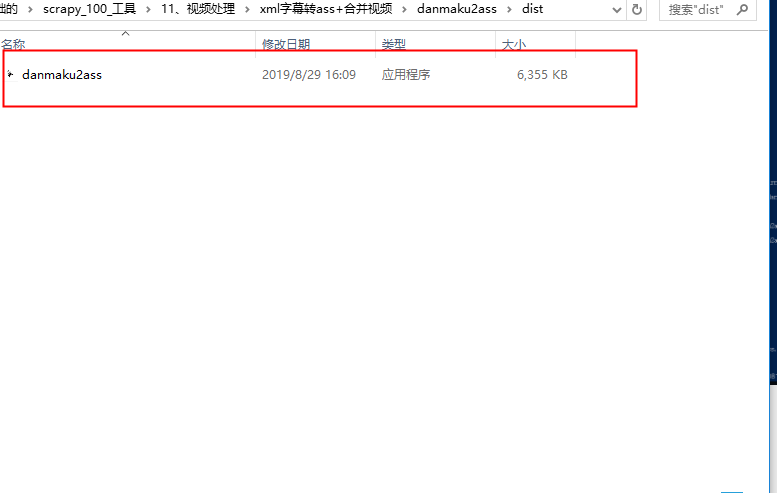 出的 › scrapy_100_工具 › 11、视频处理 › xml字幕转ass+合并视频 › danmaku2ass › dist 搜索"dist"
名称 修改日期 类型 大小
danmaku2ass 2019/8/29 16:09 应用程序 6,355 KB